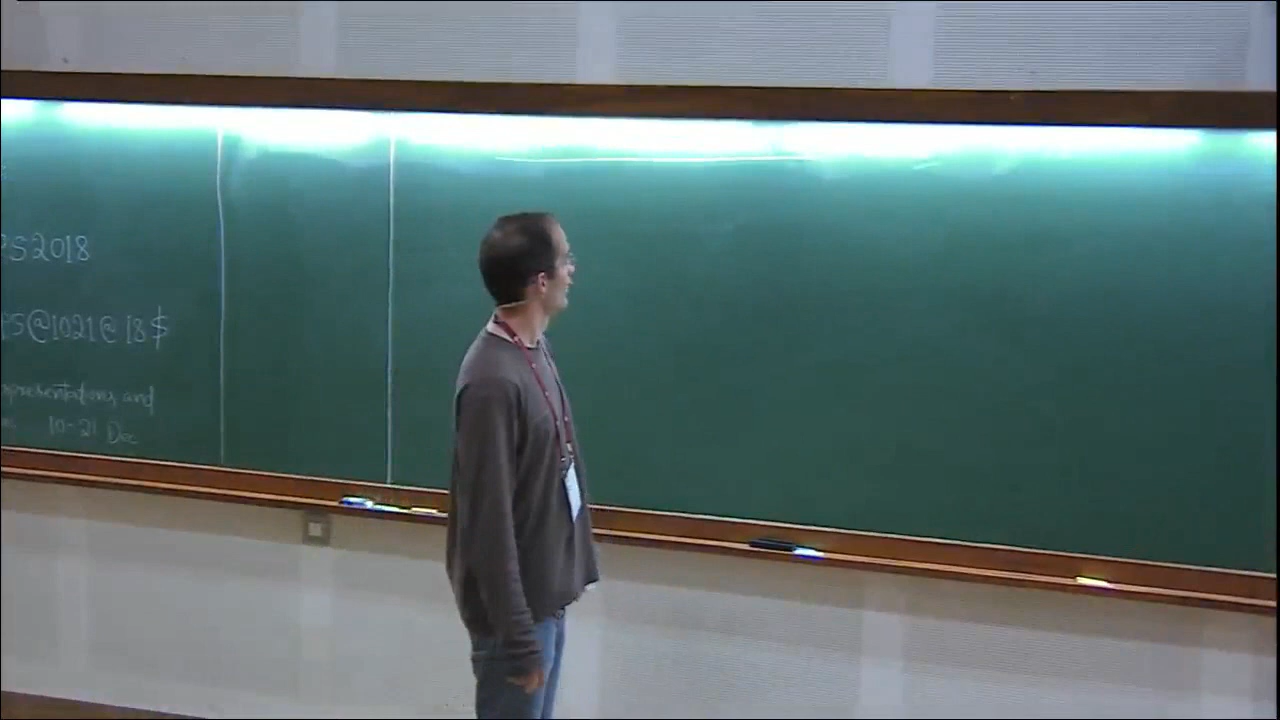 PS2018
PS@1021@18$
presentations and
10-21 Dec